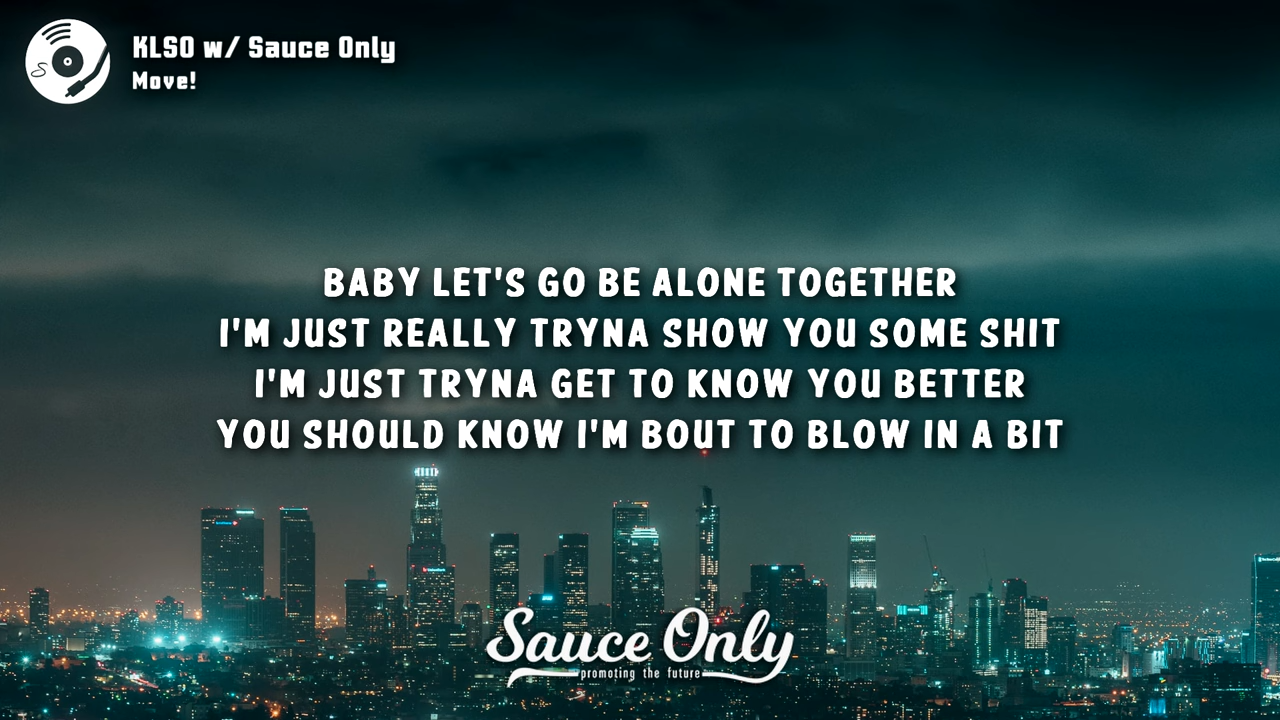 KLSO w/ Sauce Only
Move!
BABY LET'S GO BE ALONE TOGETHER
I'M JUST REALLY TRYNA SHOW YOU SOME SHIT
I'M JUST TRYNA GET TO KNOW YOU BETTER
YOU SHOULD KNOW I'M BOUT TO BLOW IN A BIT
Sauce Only
promoting the future